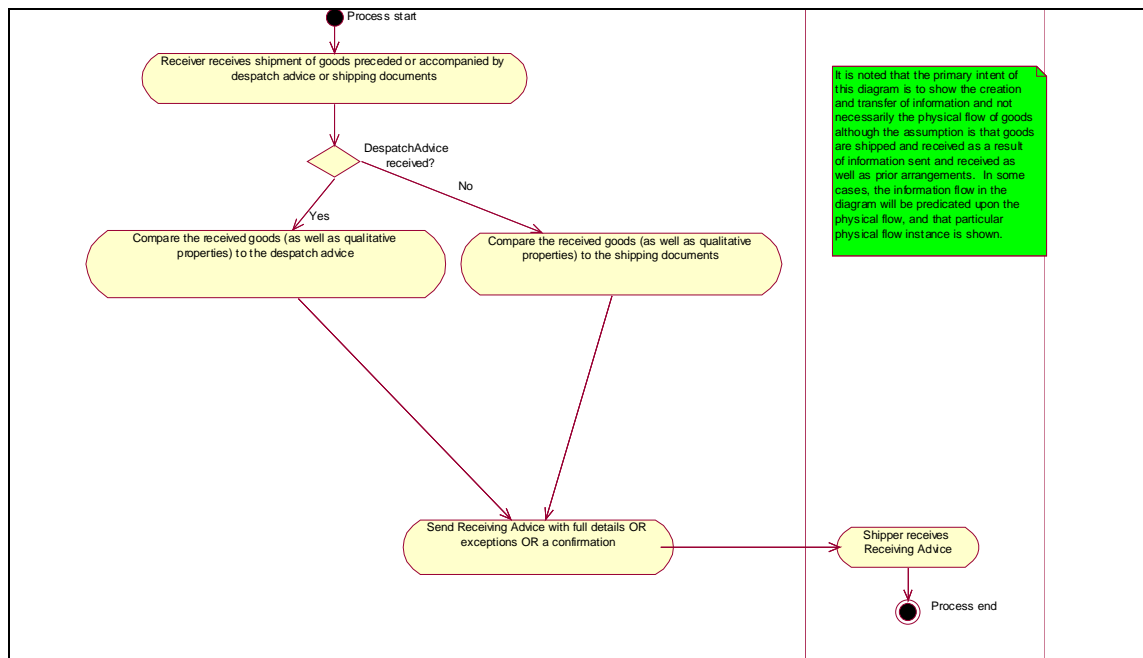 Process start
Receiver receives shipment of goods preceded or accompanied by
despatch advice or shipping documents
It is noted that the primary intent of
this diagram is to show the creation
and transfer of information and not
necessarily the physical flow of goods
although the assumption is that goods
are shipped and received as a result
of information sent and received as
well as prior arrangements.  In some
cases, the information flow in the
diagram will be predicated upon the
physical flow, and that particular
physical flow instance is shown.
DespatchAdvice
received?
No
Yes
Compare the received goods (as well as qualitative
properties) to the despatch advice
Compare the received goods (as well as qualitative
properties) to the shipping documents
Send Receiving Advice with full details OR
exceptions OR a confirmation
Shipper receives
Receiving Advice
Process end